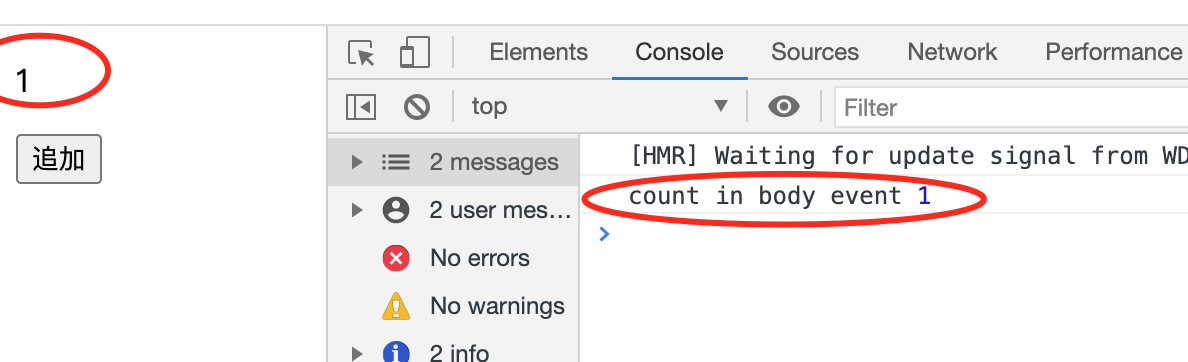 1
追加
Elements Console Sources Network Performance
top Filter
2 messages
2 user mes…
No errors
No warnings
2 info
[HMR] Waiting for update signal from WD
count in body event 1